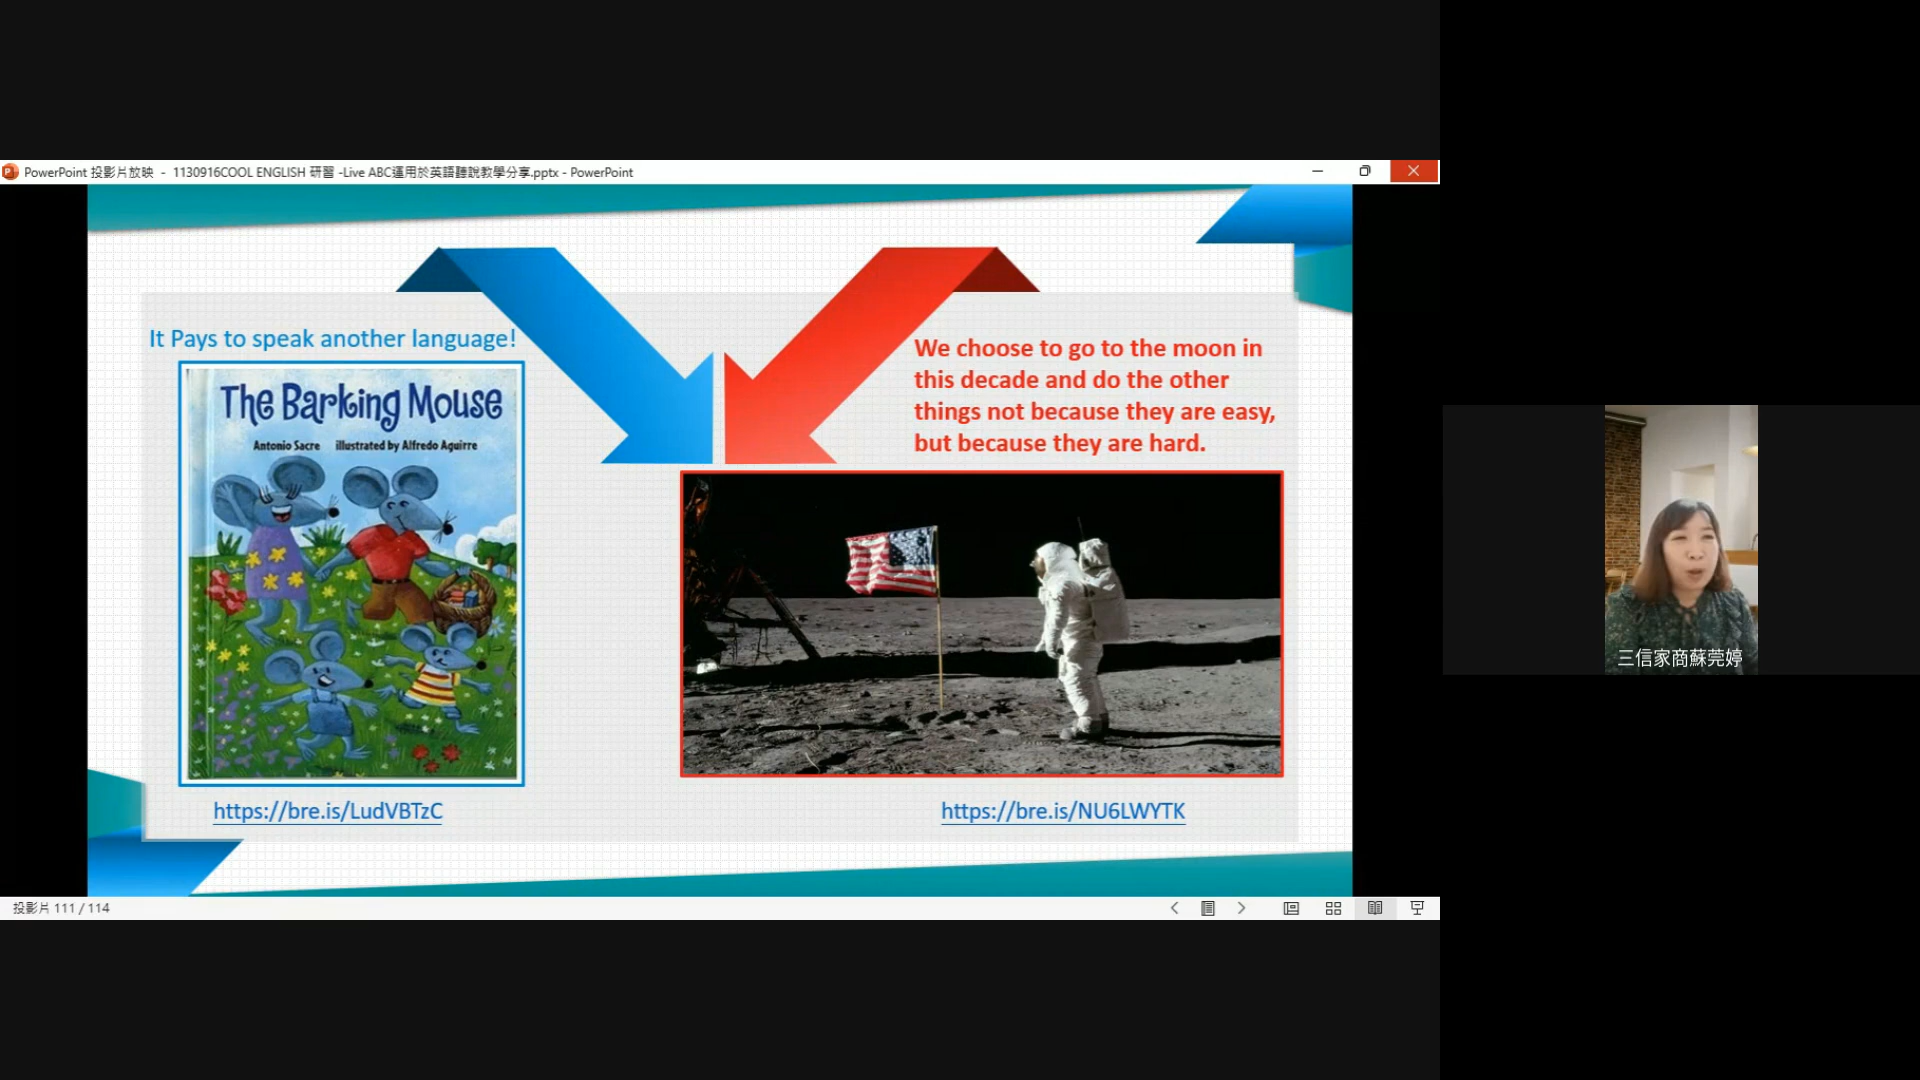 PowerPoint 投影片放映 - 1130916COOL ENGLISH 研習 -Live ABC運用於英語聽說教學分享.pptx - PowerPoint
It Pays to speak another language!
The Barking Mouse
Antonio Sacre illustrated by Alfredo Aguirre
https://bre.is/LudVBTzC
We choose to go to the moon in
this decade and do the other
things not because they are easy,
but because they are hard.
https://bre.is/NU6LWYTK
三信家商蘇莞婷
投影片 111 / 114